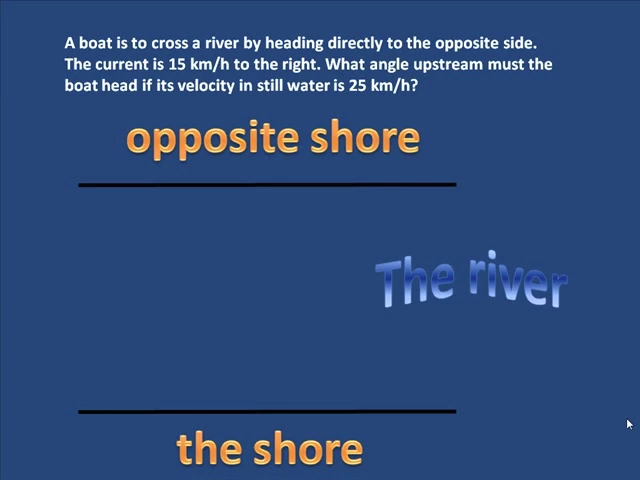 A boat is to cross a river by heading directly to the opposite side.
The current is 15 km/h to the right. What angle upstream must the
boat head if its velocity in still water is 25 km/h?
opposite shore
The river
the shore